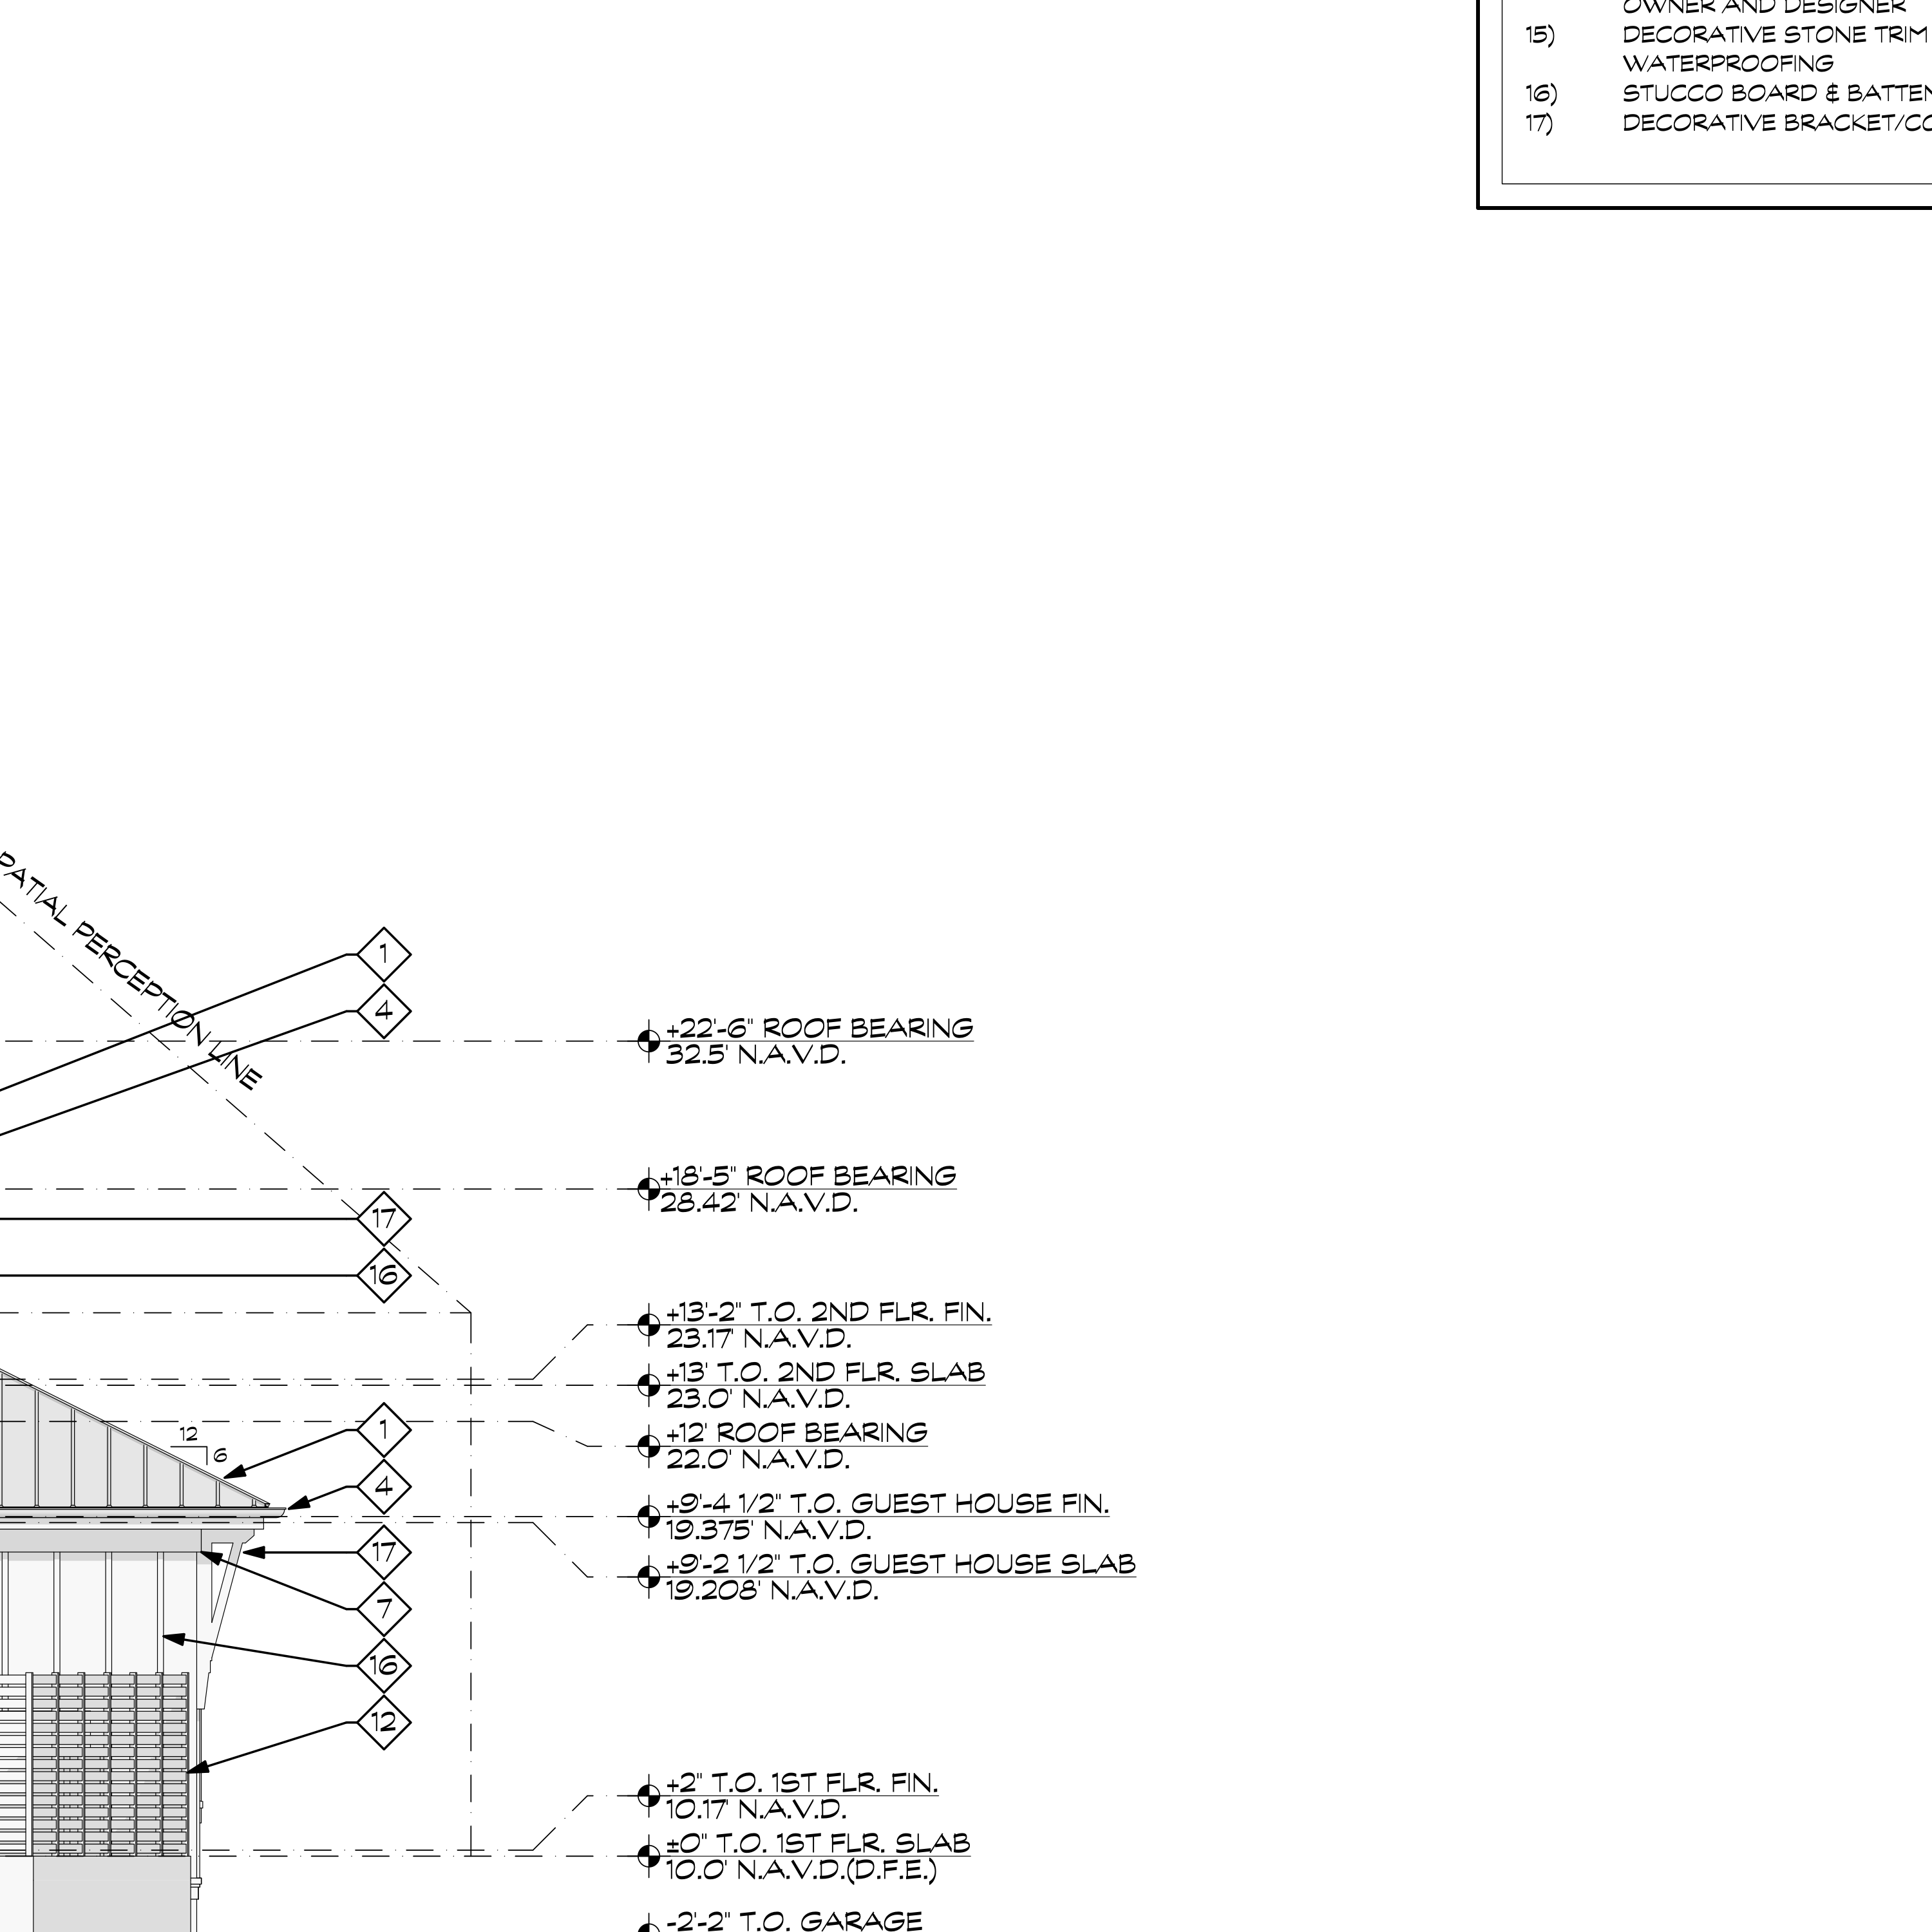 OWNER AND DESIGNER
15) DECORATIVE STONE TRIM
WATERPROOFING
16) STUCCO BOARD & BATTEN
17) DECORATIVE BRACKET/CO
PATIAL PERCEPTION LINE
1
4
+22'-6" ROOF BEARING
32.5' N.A.V.D.
+18'-5" ROOF BEARING
28.42' N.A.V.D.
17
16
+13'-2" T.O. 2ND FLR. FIN.
23.17' N.A.V.D.
+13' T.O. 2ND FLR. SLAB
23.0' N.A.V.D.
+12' ROOF BEARING
22.0' N.A.V.D.
12
6
1
4
+9'-4 1/2" T.O. GUEST HOUSE FIN.
19.375' N.A.V.D.
+9'-2 1/2" T.O. GUEST HOUSE SLAB
19.208' N.A.V.D.
17
7
16
12
+2" T.O. 1ST FLR. FIN.
10.17' N.A.V.D.
±0" T.O. 1ST FLR. SLAB
10.0' N.A.V.D.(D.F.E.)
-2'-2" T.O. GARAGE